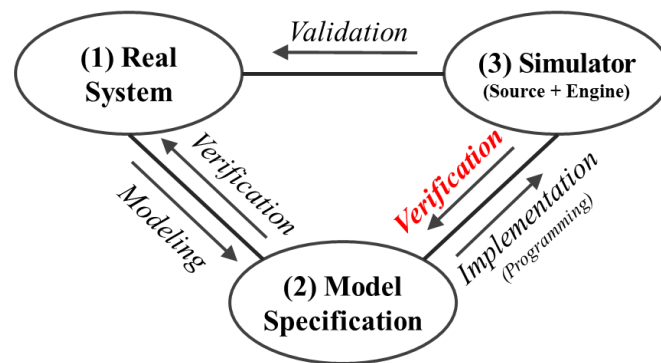 Validation
(1) Real
System
(3) Simulator
(Source + Engine)
Verification
Modeling
Verification
Implementation
(Programming)
(2) Model
Specification